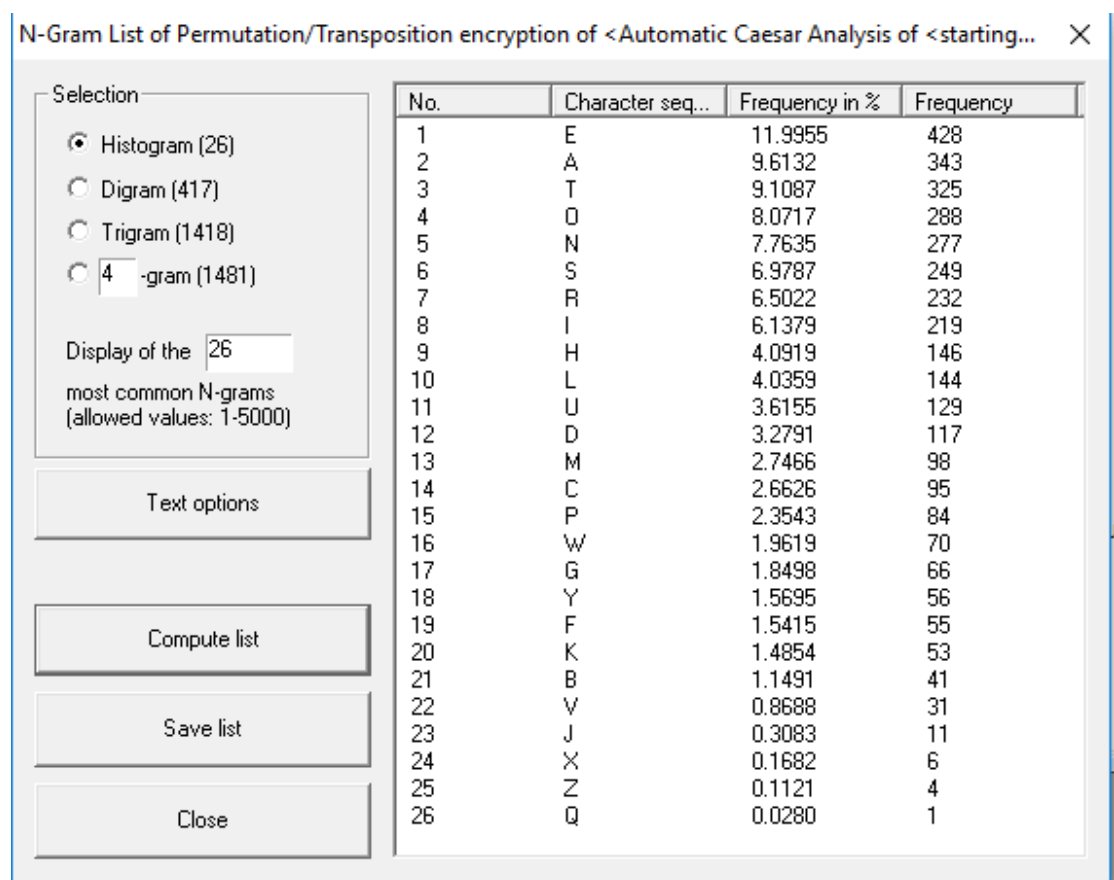 N-Gram List of Permutation/Transposition encryption of <Automatic Caesar Analysis of <starting...
Selection
Histogram (26)
Digram (417)
Trigram (1418)
4 -gram (1481)
Display of the 26
most common N-grams
(allowed values: 1-5000)
Text options
Compute list
Save list
Close
No. Character seq... Frequency in % Frequency
1 E 11.9955 428
2 A 9.6132 343
3 T 9.1087 325
4 O 8.0717 288
5 N 7.7635 277
6 S 6.9787 249
7 R 6.5022 232
8 I 6.1379 219
9 H 4.0919 146
10 L 4.0359 144
11 U 3.6155 129
12 D 3.2791 117
13 M 2.7466 98
14 C 2.6626 95
15 P 2.3543 84
16 W 1.9619 70
17 G 1.8498 66
18 Y 1.5695 56
19 F 1.5415 55
20 K 1.4854 53
21 B 1.1491 41
22 V 0.8688 31
23 J 0.3083 11
24 X 0.1682 6
25 Z 0.1121 4
26 Q 0.0280 1